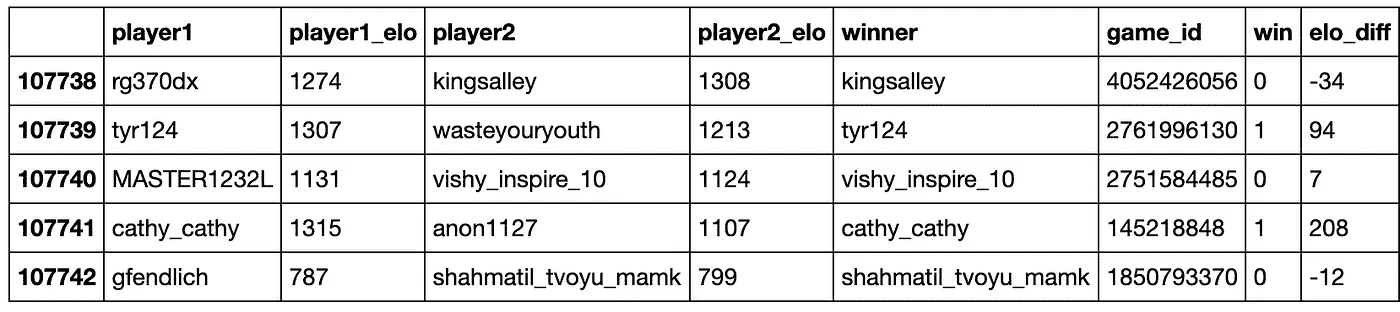 player1 player1_elo player2 player2_elo winner game_id win elo_diff
107738 rg370dx 1274 kingsalley 1308 kingsalley 4052426056 0 -34
107739 tyr124 1307 wasteyouryouth 1213 tyr124 2761996130 1 94
107740 MASTER1232L 1131 vishy_inspire_10 1124 vishy_inspire_10 2751584485 0 7
107741 cathy_cathy 1315 anon1127 1107 cathy_cathy 145218848 1 208
107742 gfendlich 787 shahmatil_tvoyu_mamk 799 shahmatil_tvoyu_mamk 1850793370 0 -12